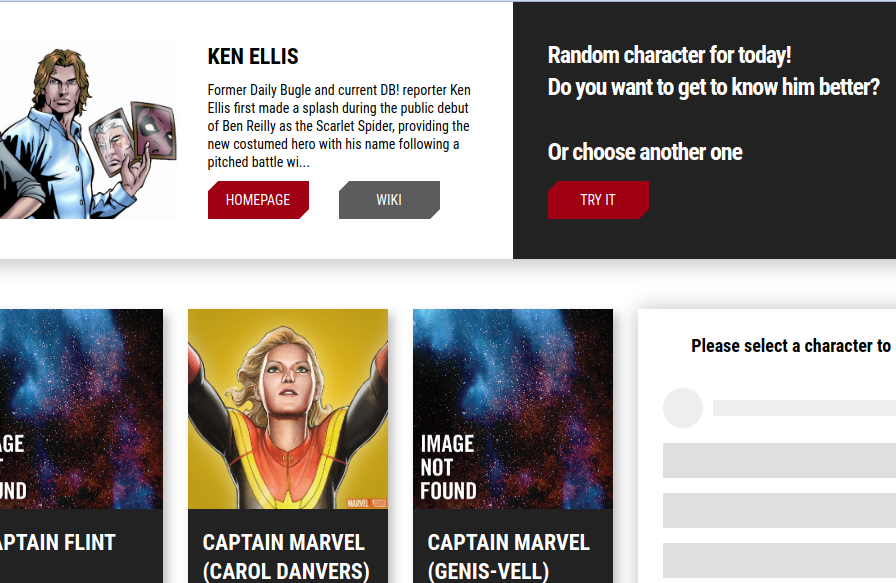 KEN ELLIS
Former Daily Bugle and current DB! reporter Ken
Ellis first made a splash during the public debut
of Ben Reilly as the Scarlet Spider, providing the
new costumed hero with his name following a
pitched battle wi...
HOMEPAGE
WIKI
Random character for today!
Do you want to get to know him better?
Or choose another one
TRY IT
AGE
T
UND
APTAIN FLINT
MARVEL
CAPTAIN MARVEL
(CAROL DANVERS)
IMAGE
NOT
FOUND
CAPTAIN MARVEL
(GENIS-VELL)
Please select a character to